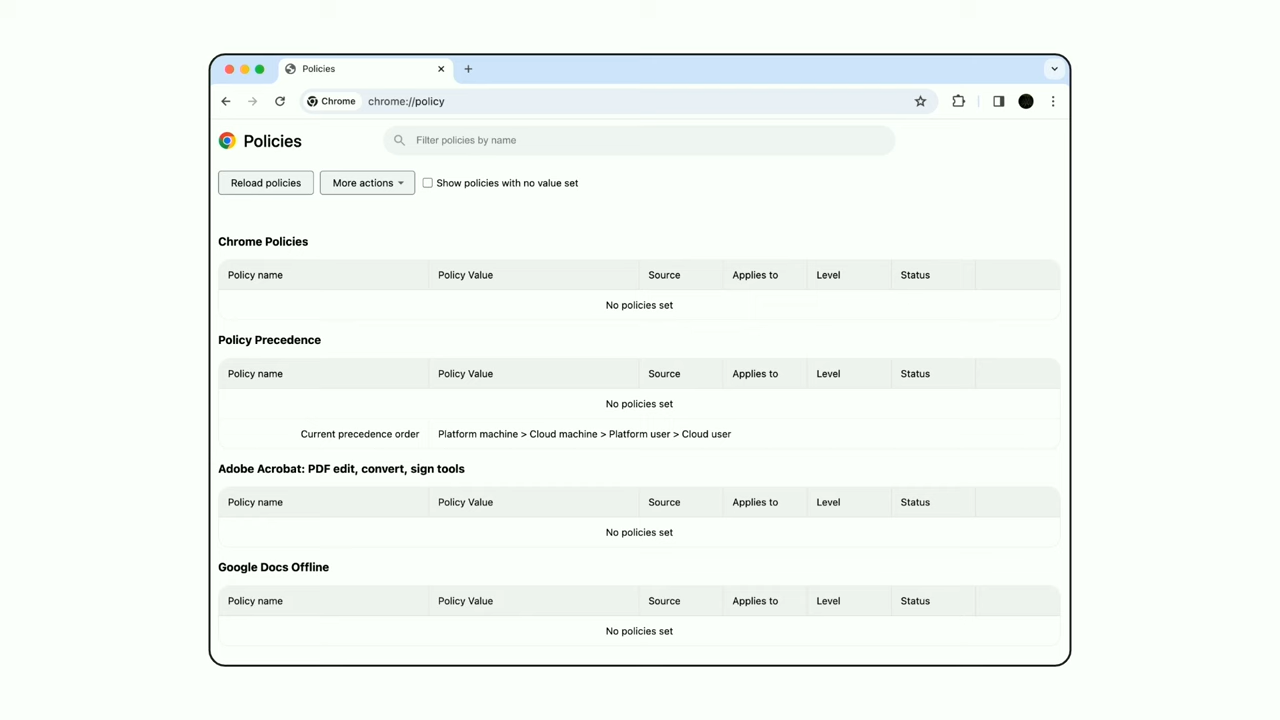 Policies
Chrome chrome://policy
Policies Filter policies by name
Reload policies More actions Show policies with no value set
Chrome Policies
Policy name Policy Value Source Applies to Level Status
No policies set
Policy Precedence
Policy name Policy Value Source Applies to Level Status
No policies set
Current precedence order Platform machine > Cloud machine > Platform user > Cloud user
Adobe Acrobat: PDF edit, convert, sign tools
Policy name Policy Value Source Applies to Level Status
No policies set
Google Docs Offline
Policy name Policy Value Source Applies to Level Status
No policies set